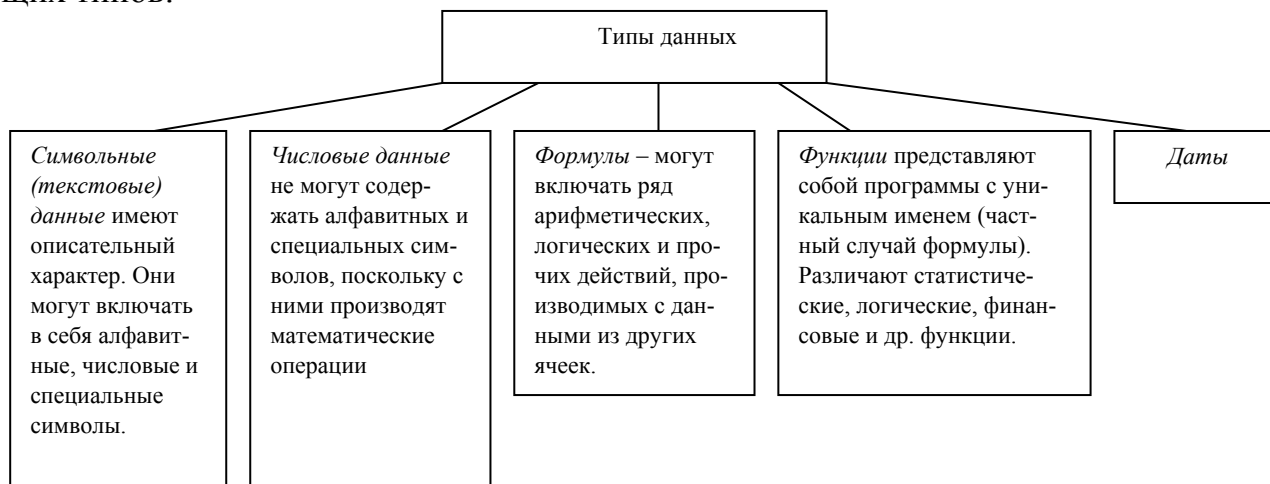 щих типов.
Типы данных
Символьные
(текстовые)
данные имеют
описательный
характер. Они
могут включать
в себя алфавит-
ные, числовые и
специальные
символы.
Числовые данные
не могут содер-
жать алфавитных и
специальных сим-
волов, поскольку с
ними производят
математические
операции
Формулы – могут
включать ряд
арифметических,
логических и про-
чих действий, про-
изводимых с дан-
ными из других
ячеек.
Функции представляют
собой программы с уни-
кальным именем (част-
ный случай формулы).
Различают статистиче-
ские, логические, финан-
совые и др. функции.
Даты